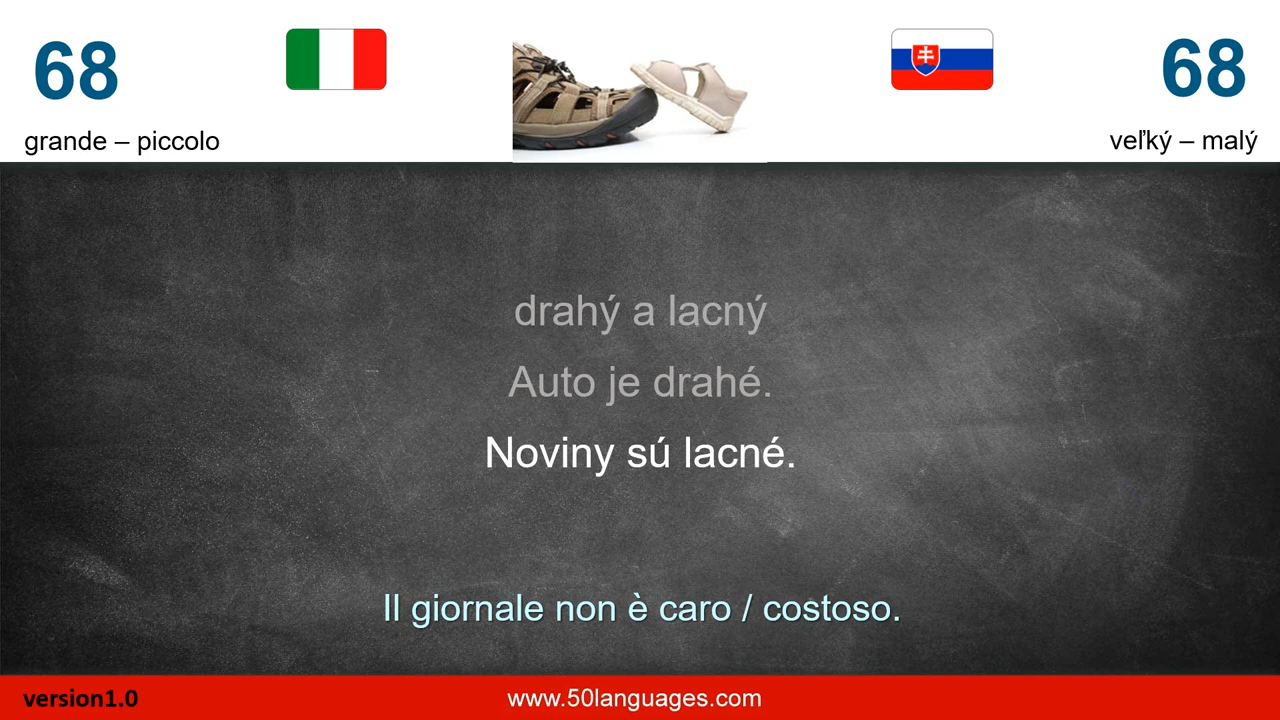 68
68
grande – piccolo
veľký – malý
drahý a lacný
Auto je drahé.
Noviny sú lacné.
Il giornale non è caro / costoso.
version1.0
www.50languages.com